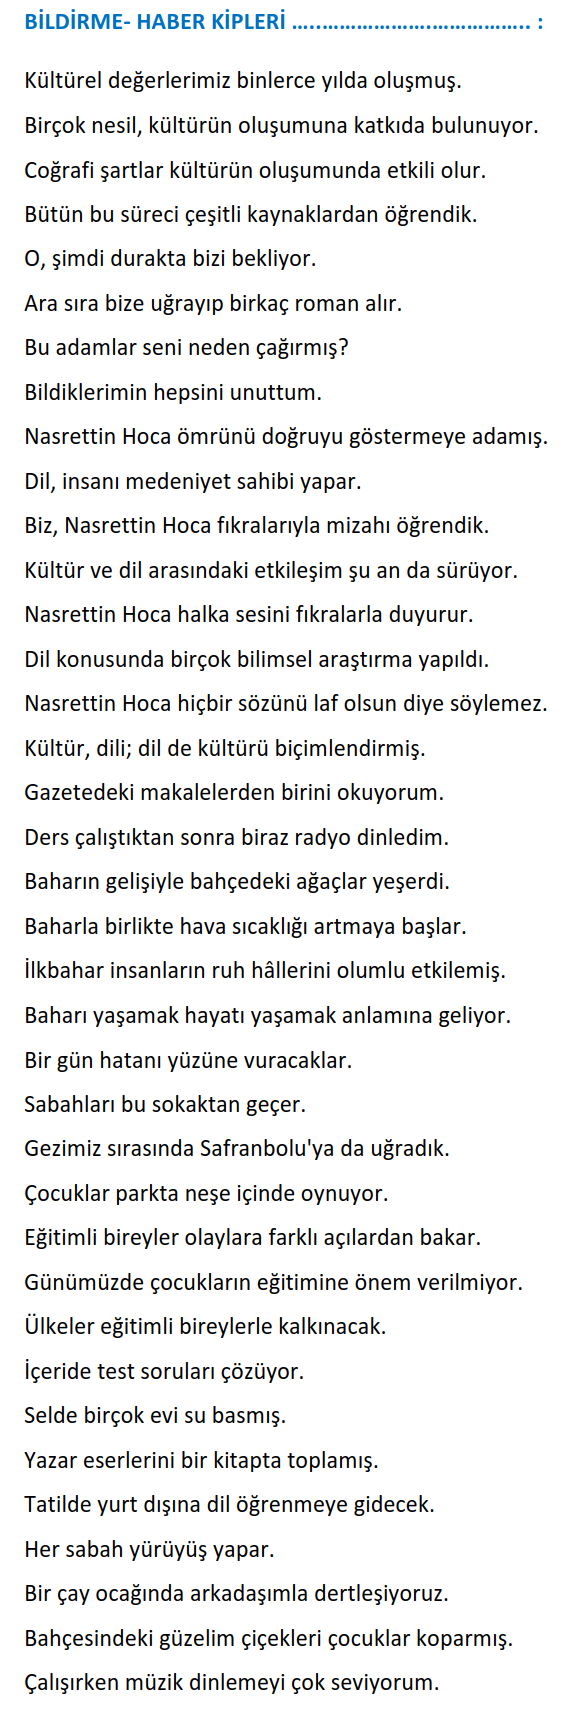 BİLDİRME- HABER KİPLERİ …..……………….…………….. :
Kültürel değerlerimiz binlerce yılda oluşmuş.
Birçok nesil, kültürün oluşumuna katkıda bulunuyor.
Coğrafi şartlar kültürün oluşumunda etkili olur.
Bütün bu süreci çeşitli kaynaklardan öğrendik.
O, şimdi durakta bizi bekliyor.
Ara sıra bize uğrayıp birkaç roman alır.
Bu adamlar seni neden çağırmış?
Bildiklerimin hepsini unuttum.
Nasrettin Hoca ömrünü doğruyu göstermeye adamış.
Dil, insanı medeniyet sahibi yapar.
Biz, Nasrettin Hoca fıkralarıyla mizahı öğrendik.
Kültür ve dil arasındaki etkileşim şu an da sürüyor.
Nasrettin Hoca halka sesini fıkralarla duyurur.
Dil konusunda birçok bilimsel araştırma yapıldı.
Nasrettin Hoca hiçbir sözünü laf olsun diye söylemez.
Kültür, dili; dil de kültürü biçimlendirmiş.
Gazetedeki makalelerden birini okuyorum.
Ders çalıştıktan sonra biraz radyo dinledim.
Baharın gelişiyle bahçedeki ağaçlar yeşerdi.
Baharla birlikte hava sıcaklığı artmaya başlar.
İlkbahar insanların ruh hâllerini olumlu etkilemiş.
Baharı yaşamak hayatı yaşamak anlamına geliyor.
Bir gün hatanı yüzüne vuracaklar.
Sabahları bu sokaktan geçer.
Gezimiz sırasında Safranbolu'ya da uğradık.
Çocuklar parkta neşe içinde oynuyor.
Eğitimli bireyler olaylara farklı açılardan bakar.
Günümüzde çocukların eğitimine önem verilmiyor.
Ülkeler eğitimli bireylerle kalkınacak.
İçeride test soruları çözüyor.
Selde birçok evi su basmış.
Yazar eserlerini bir kitapta toplamış.
Tatilde yurt dışına dil öğrenmeye gidecek.
Her sabah yürüyüş yapar.
Bir çay ocağında arkadaşımla dertleşiyoruz.
Bahçesindeki güzelim çiçekleri çocuklar koparmış.
Çalışırken müzik dinlemeyi çok seviyorum.